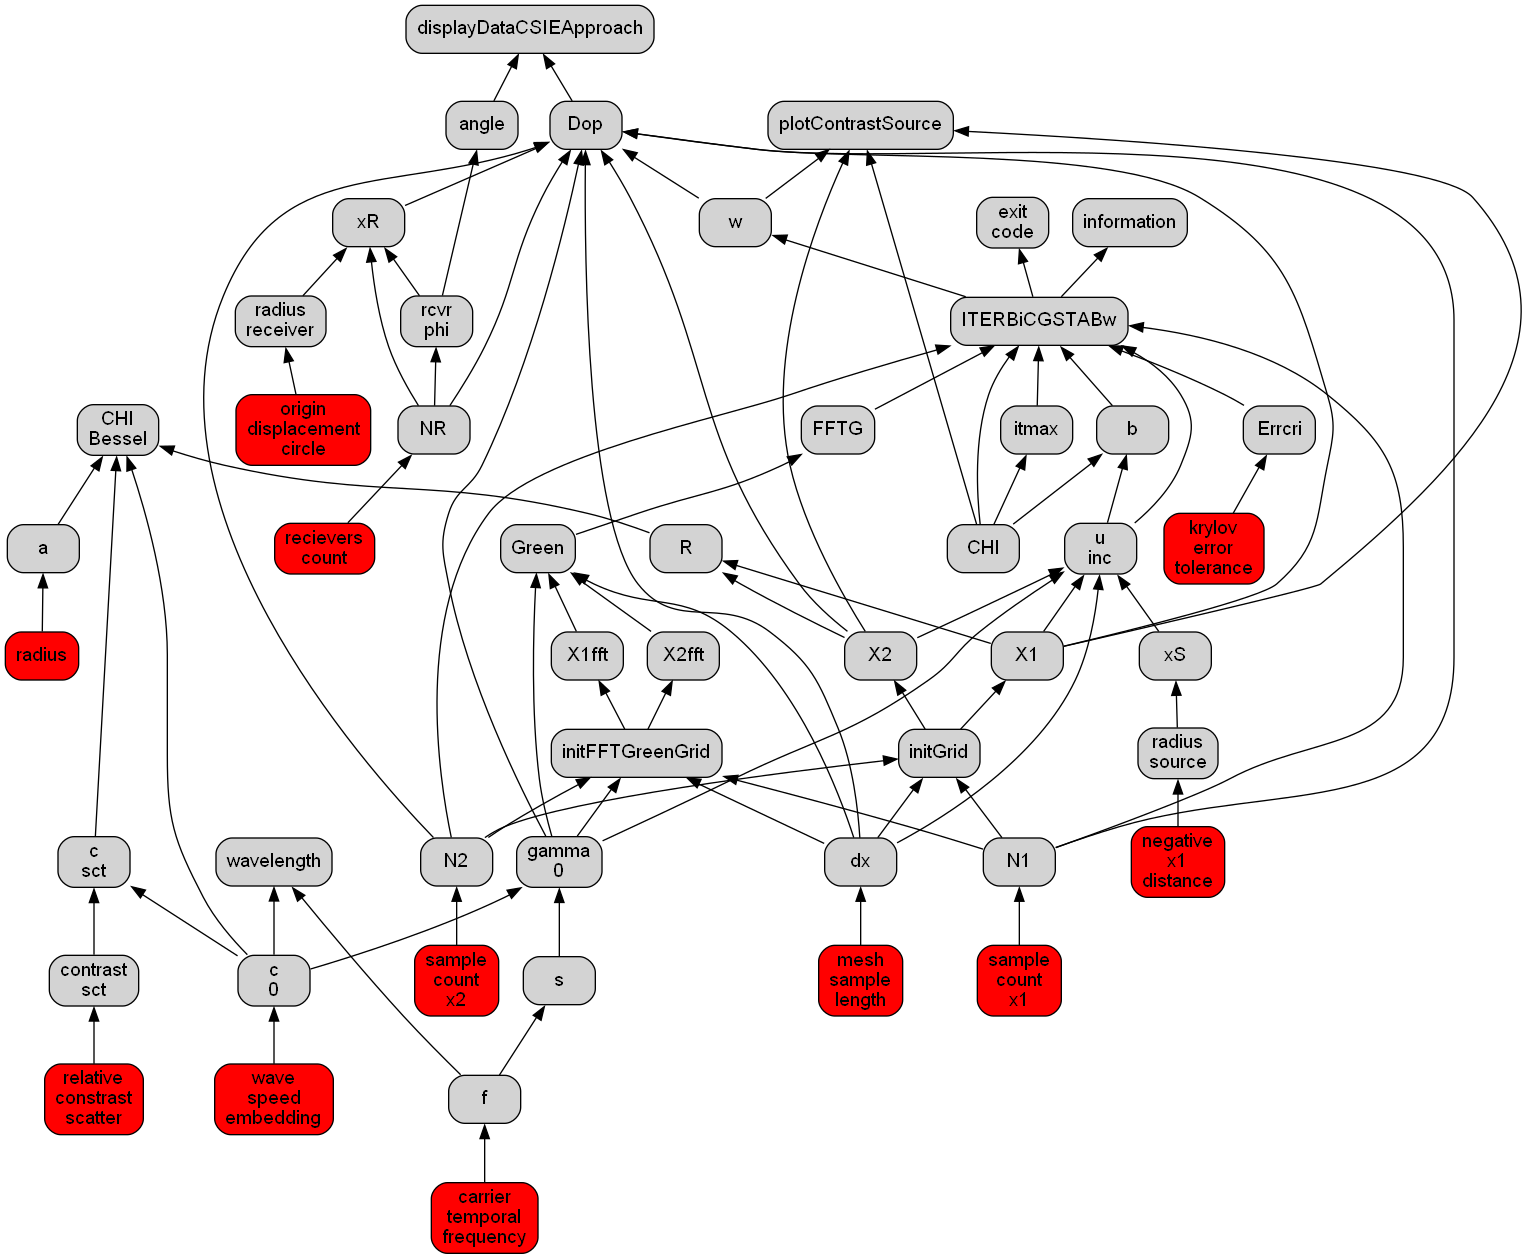 displayDataCSIEApproach
angle
Dop
plotContrastSource
xR
w
exit
code
information
radius
receiver
rcvr
phi
ITERBiCGSTABw
origin
displacement
circle
CHI
Bessel
NR
FFTG
itmax
b
Errcri
a
recievers
count
Green
R
CHI
u
inc
krylov
error
tolerance
radius
X1fft
X2fft
X2
X1
xS
initFFTGreenGrid
initGrid
radius
source
c
sct
wavelength
N2
gamma
0
dx
N1
negative
x1
distance
contrast
sct
c
0
sample
count
x2
s
mesh
sample
length
sample
count
x1
relative
constrast
scatter
wave
speed
embedding
f
carrier
temporal
frequency